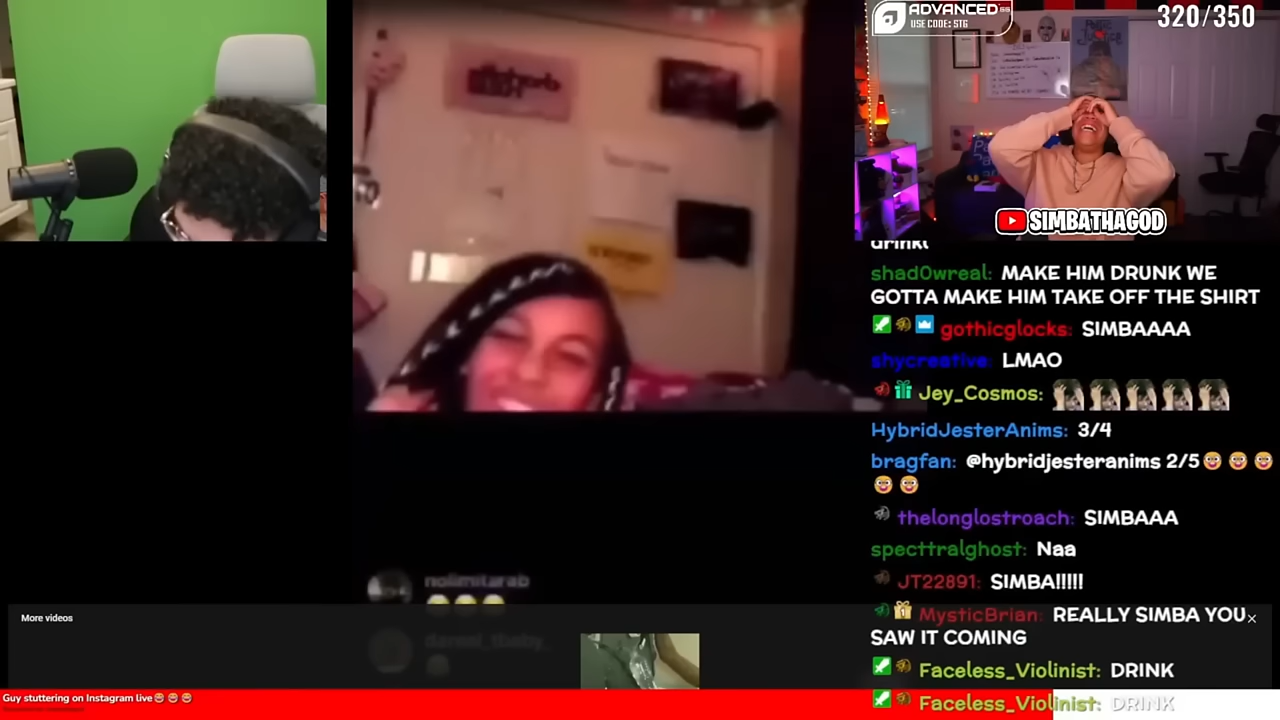 ADVANCED
USE CODE: STG
320/350
SIMBATHAGOD
drinkt
shad0wreal: MAKE HIM DRUNK WE
GOTTA MAKE HIM TAKE OFF THE SHIRT
gothicglocks: SIMBAAAA
shycreative: LMAO
Jey_Cosmos:
HybridJesterAnims: 3/4
bragfan: @hybridjesteranims 2/5
thelonglostroach: SIMBAAA
specttralghost: Naa
JT22891: SIMBA!!!!!
nolimitarab
More videos
MysticBrian: REALLY SIMBA YOU
SAW IT COMING
Faceless_Violinist: DRINK
Guy stuttering on Instagram live
Faceless_Violinist: DRINK